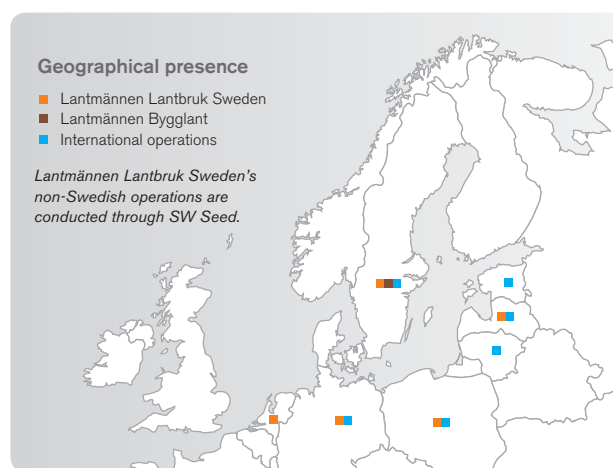 Geographical presence
Lantmännen Lantbruk Sweden
Lantmännen Bygglant
International operations
Lantmännen Lantbruk Sweden's
non-Swedish operations are
conducted through SW Seed.